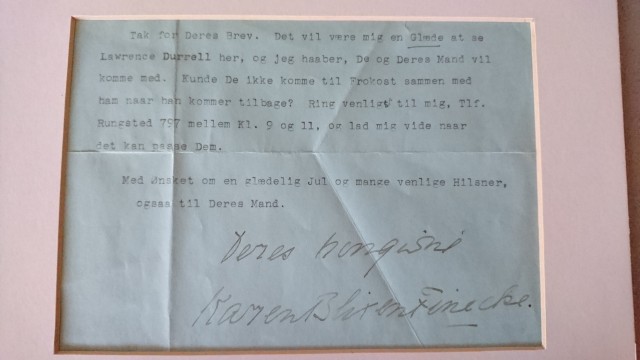 Tak for Deres Brev. Det vil være mig en Glæde at se
Lawrence Durrell her, og jeg haaber, De og Deres Mand vil
komme med. Kunde De ikke komme til Frokost sammen med
ham naar han kommer tilbage? Ring venligt til mig, Tlf.
Rungsted 797 mellem Kl. 9 og 11, og lad mig vide naar
det kan passe Dem.
Med Ønsket om en glædelig Jul og mange venlige Hilsner,
ogsaa til Deres Mand.
Deres hengivne
Karen Blixen Finecke.